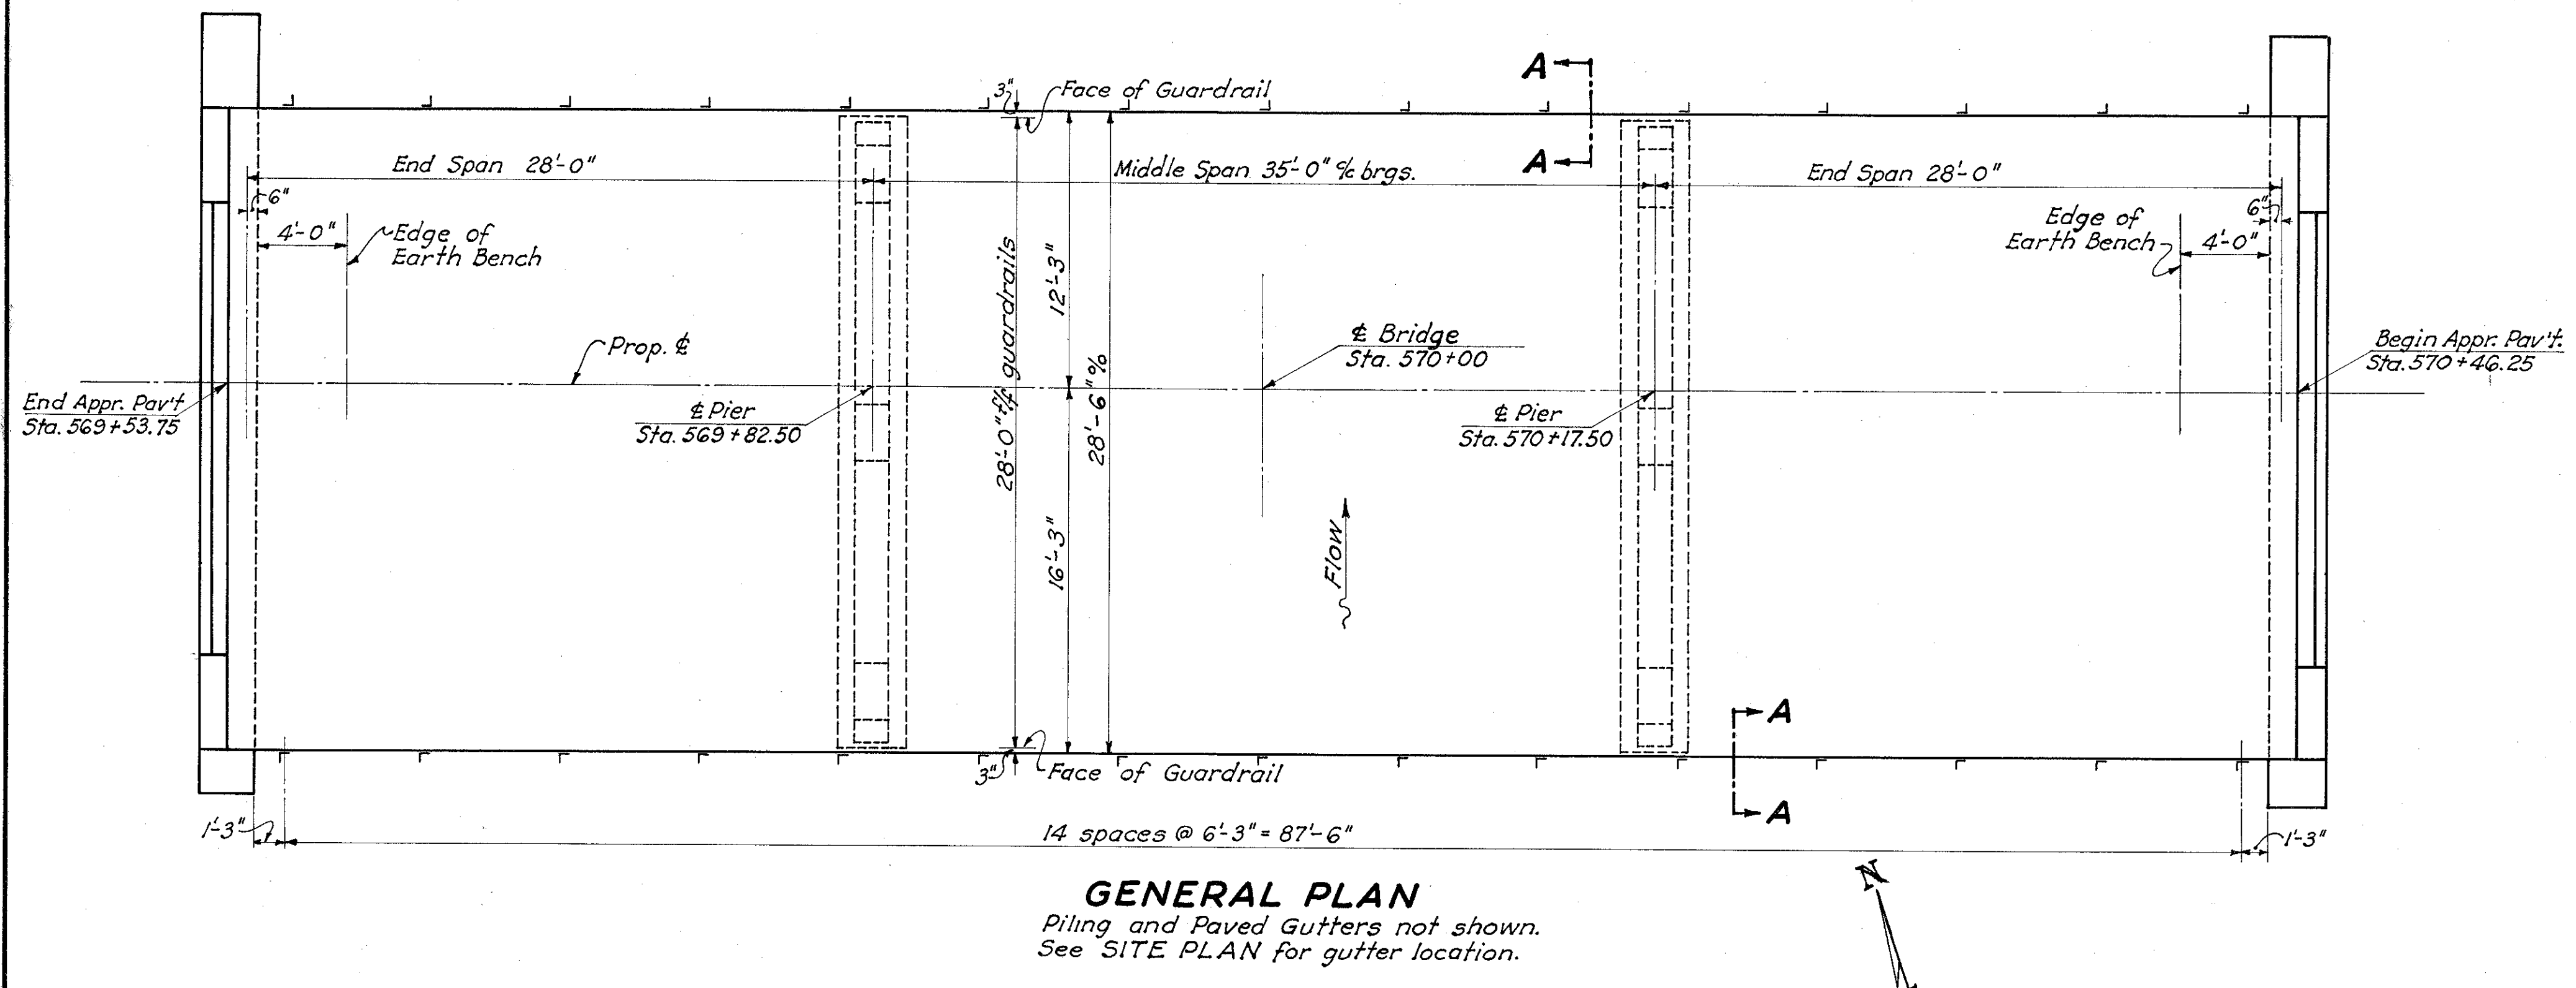 A
3"
Face of Guardrail
A
End Span 28'-0"
Middle Span 35'-0" c/c brgs.
End Span 28'-0"
6"
4'-0"
Edge of
Earth Bench
28'-0" f/f guardrails
12'-3"
28'-6" %
16'-3"
Edge of
Earth Bench
4'-0"
6"
Prop. ℄
℄ Bridge
Sta. 570+00
Begin Appr. Pav't.
Sta. 570+46.25
End Appr. Pav't
Sta. 569+53.75
℄ Pier
Sta. 569+82.50
℄ Pier
Sta. 570+17.50
Flow
A
3"
Face of Guardrail
A
1'-3"
14 spaces @ 6'-3" = 87'-6"
1'-3"
GENERAL PLAN
Piling and Paved Gutters not shown.
See SITE PLAN for gutter location.
N